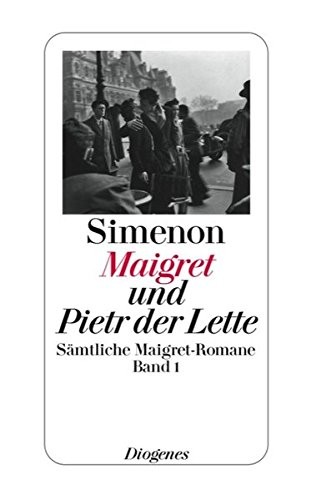 Simenon
Maigret
und
Pietr der Lette
Sämtliche Maigret-Romane
Band 1
Diogenes